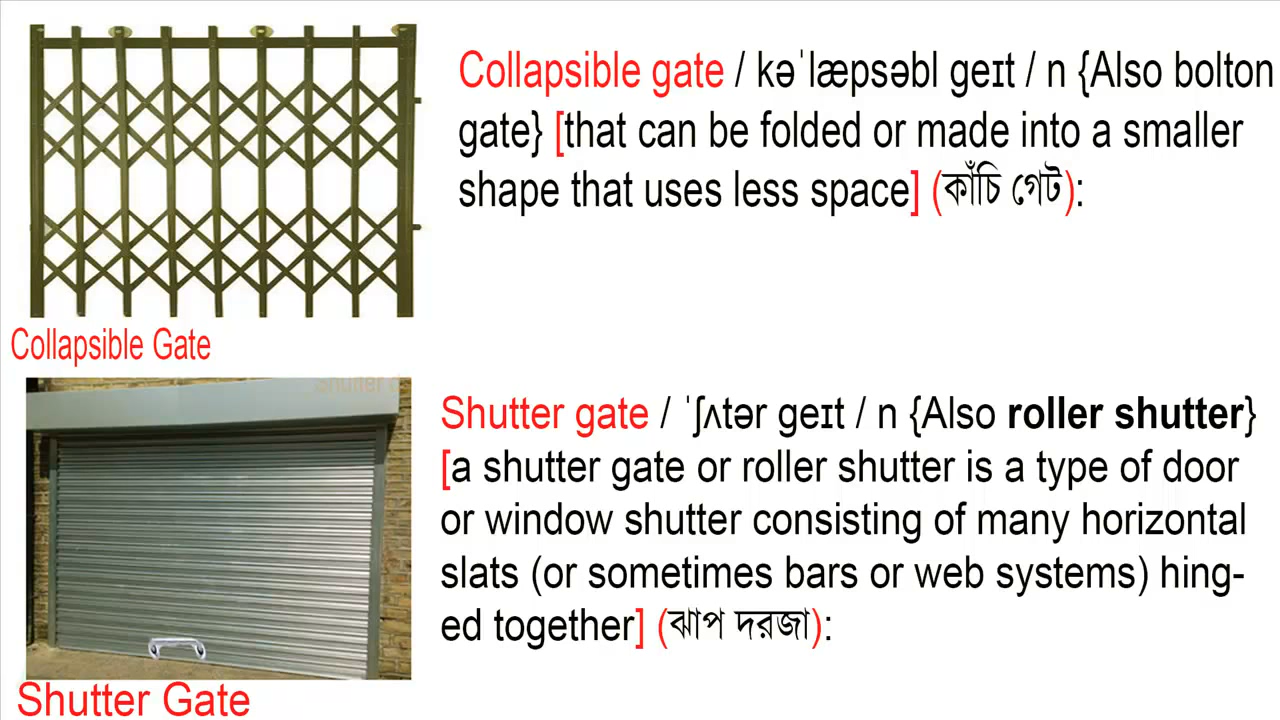 Collapsible gate / kəˈlæpsəbl geɪt / n {Also bolton
gate} [that can be folded or made into a smaller
shape that uses less space] (কাঁচি গেট):
Collapsible Gate
Shutter gate / ˈʃʌtər geɪt / n {Also roller shutter}
[a shutter gate or roller shutter is a type of door
or window shutter consisting of many horizontal
slats (or sometimes bars or web systems) hing-
ed together] (ঝাপ দরজা):
Shutter Gate